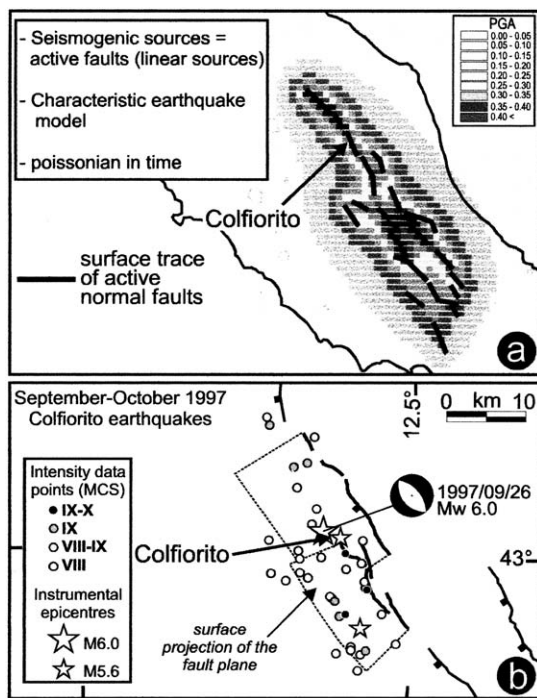 - Seismogenic sources =
active faults (linear sources)
- Characteristic earthquake
model
- poissonian in time
PGA
0.00 - 0.05
0.05 - 0.10
0.10 - 0.15
0.15 - 0.20
0.20 - 0.25
0.25 - 0.30
0.30 - 0.35
0.35 - 0.40
0.40 <
Colfiorito
surface trace
of active
normal faults
a
September-October 1997
Colfiorito earthquakes
12.5°
0 km 10
Intensity data
points (MCS)
IX-X
IX
VIII-IX
VIII
Instrumental
epicentres
M6.0
M5.6
1997/09/26
Mw 6.0
Colfiorito
43°
surface
projection of the
fault plane
b